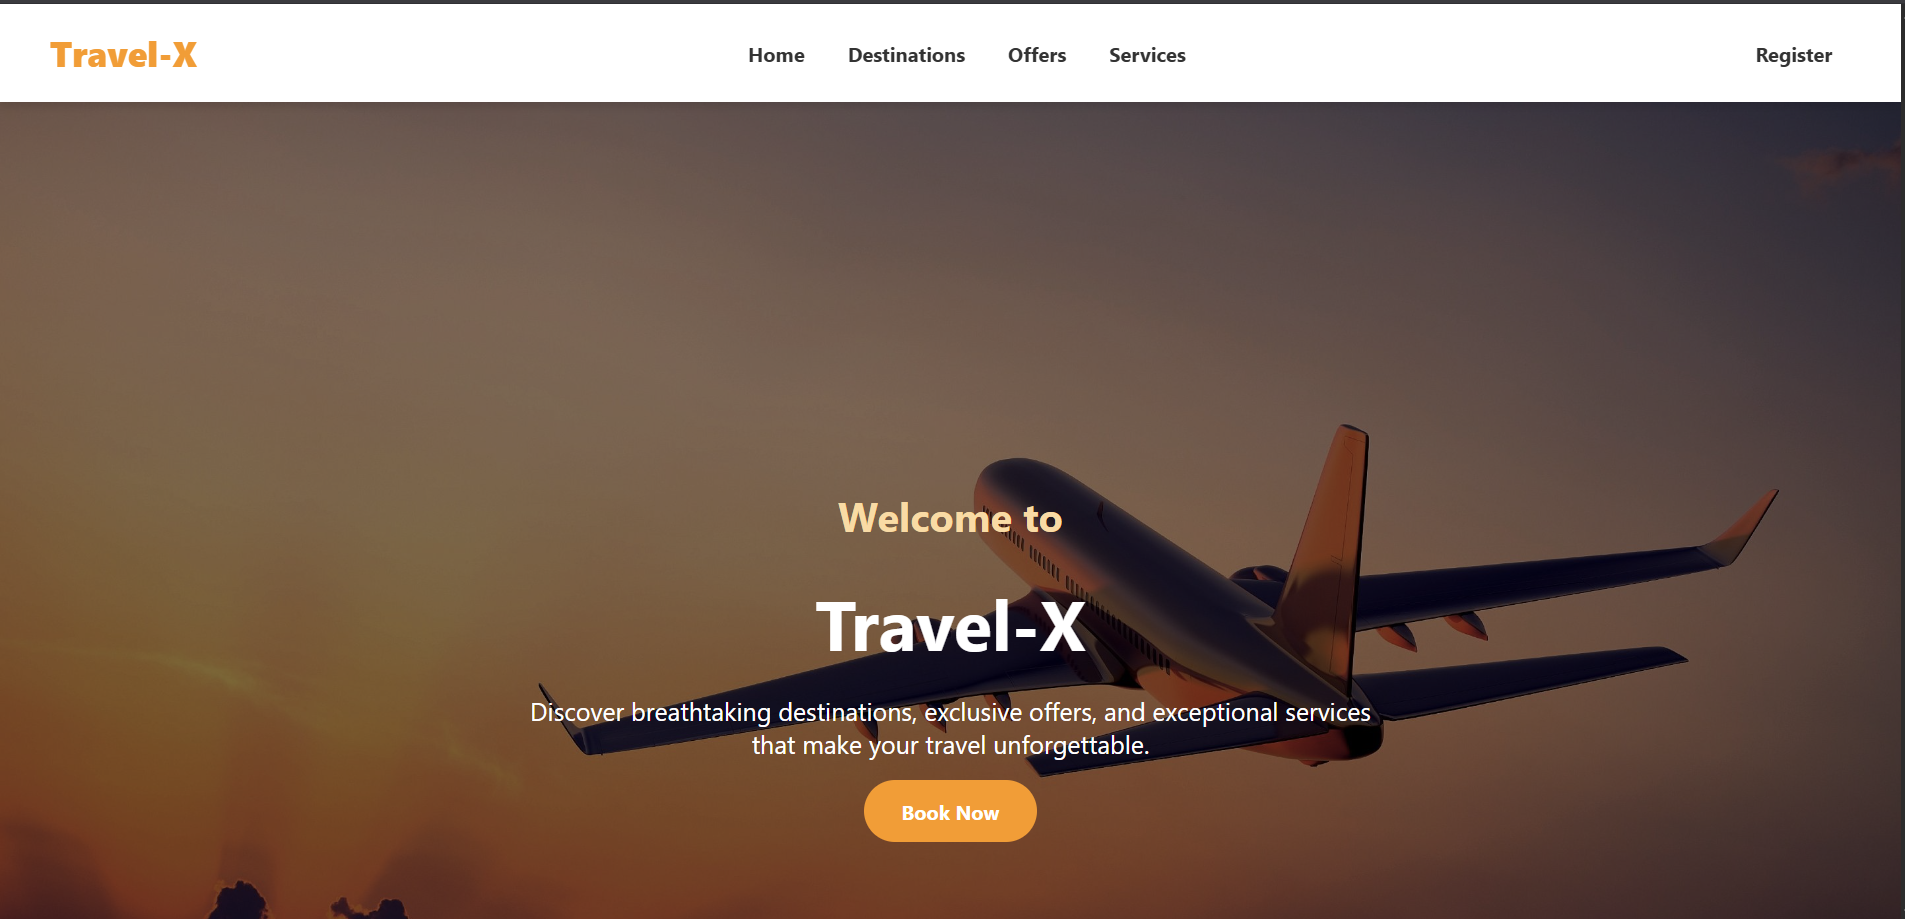 Travel-X
Home Destinations Offers Services
Register
Welcome to
Travel-X
Discover breathtaking destinations, exclusive offers, and exceptional services
that make your travel unforgettable.
Book Now